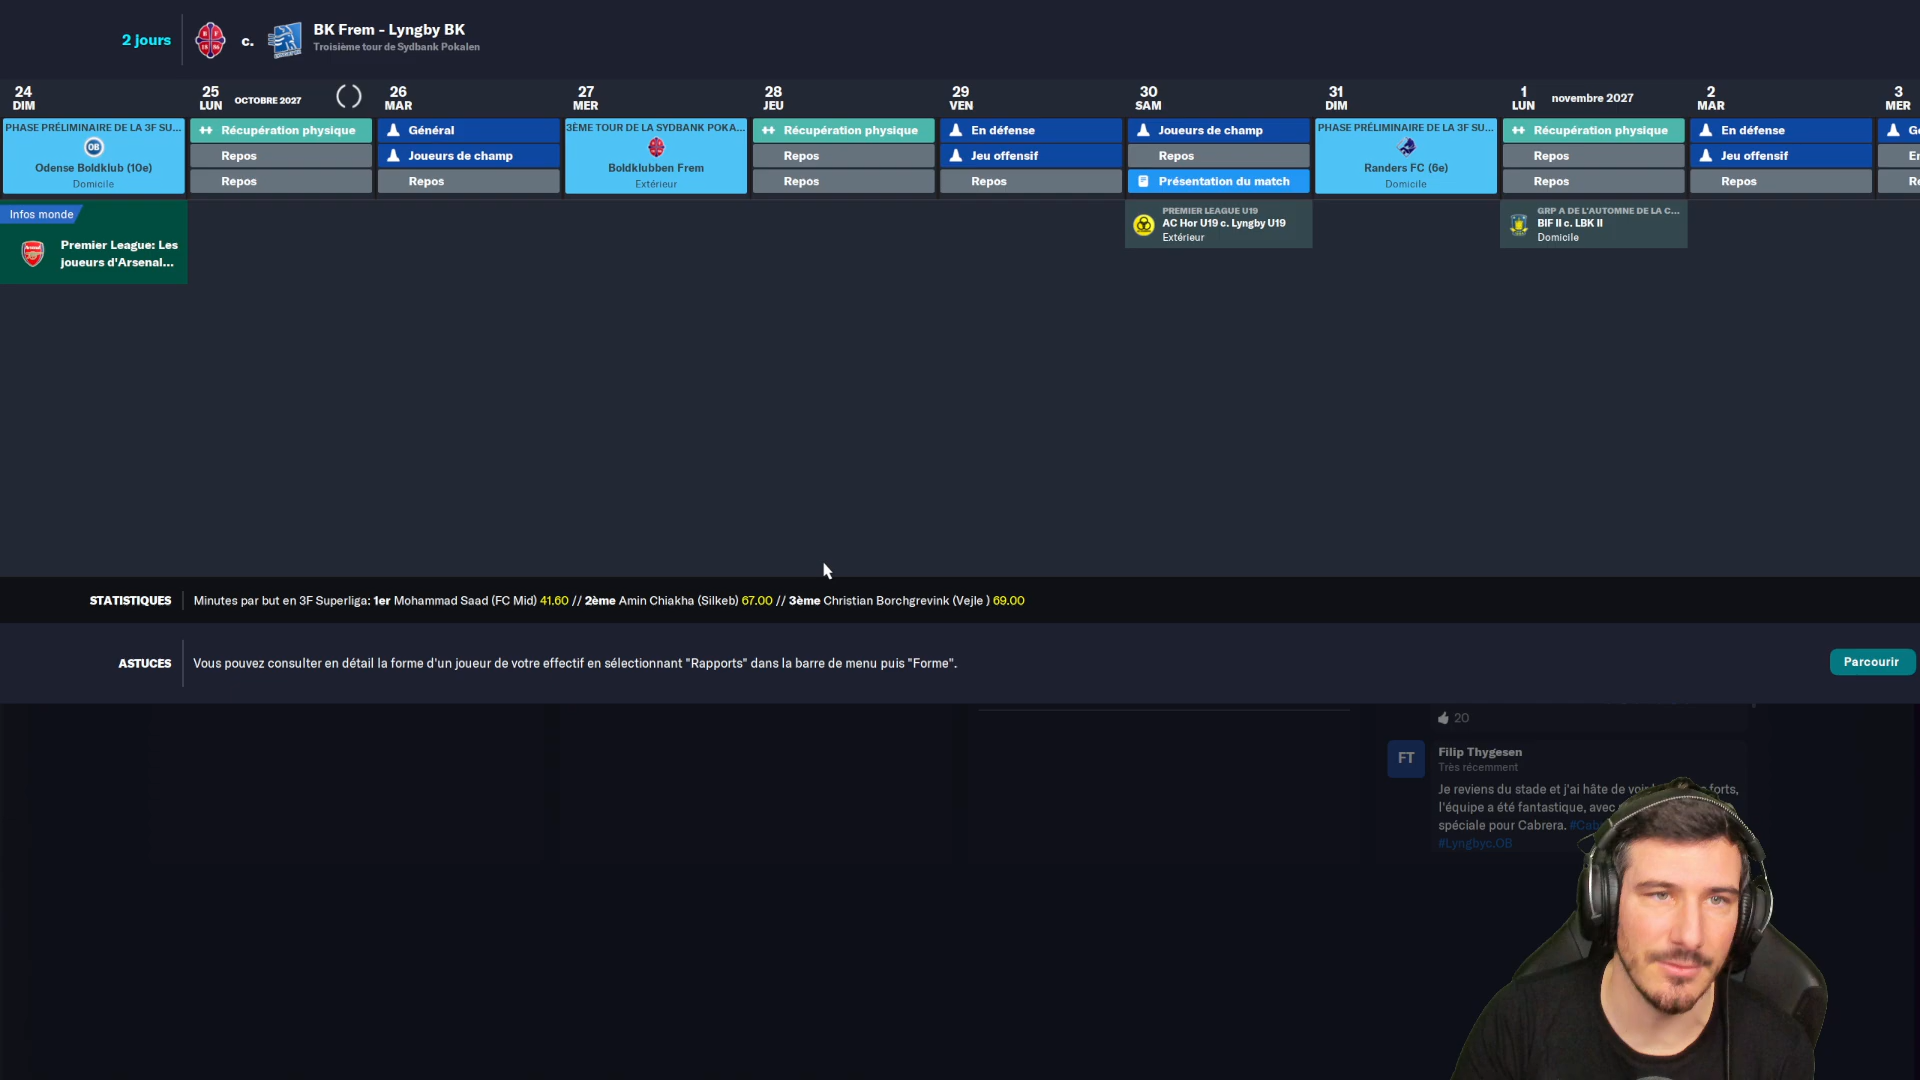 2 jours
c.
BK Frem - Lyngby BK
Troisième tour de Sydbank Pokalen
24
DIM
25
LUN
OCTOBRE 2027
26
MAR
27
MER
28
JEU
29
VEN
30
SAM
31
DIM
1
LUN
novembre 2027
2
MAR
3
MER
PHASE PRÉLIMINAIRE DE LA 3F SU...
OB
Odense Boldklub (10e)
Domicile
Récupération physique
Repos
Repos
Général
Joueurs de champ
Repos
3ÈME TOUR DE LA SYDBANK POKA...
Boldklubben Frem
Extérieur
Récupération physique
Repos
Repos
En défense
Jeu offensif
Repos
Joueurs de champ
Repos
Présentation du match
PHASE PRÉLIMINAIRE DE LA 3F SU...
Randers FC (6e)
Domicile
Récupération physique
Repos
Repos
En défense
Jeu offensif
Repos
Infos monde
Premier League: Les
joueurs d'Arsenal...
PREMIER LEAGUE U19
AC Hor U19 c. Lyngby U19
Extérieur
GRP A DE L'AUTOMNE DE LA C...
BIF II c. LBK II
Domicile
STATISTIQUES
Minutes par but en 3F Superliga: 1er Mohammad Saad (FC Mid) 41.60 // 2ème Amin Chiakha (Silkeb) 67.00 // 3ème Christian Borchgrevink (Vejle ) 69.00
ASTUCES
Vous pouvez consulter en détail la forme d'un joueur de votre effectif en sélectionnant "Rapports" dans la barre de menu puis "Forme".
Parcourir
20
FT
Filip Thygesen
Très récemment
Je reviens du stade et j'ai hâte de voir forts,
l'équipe a été fantastique, avec
spéciale pour Cabrera.
#Lyngbyc.OB